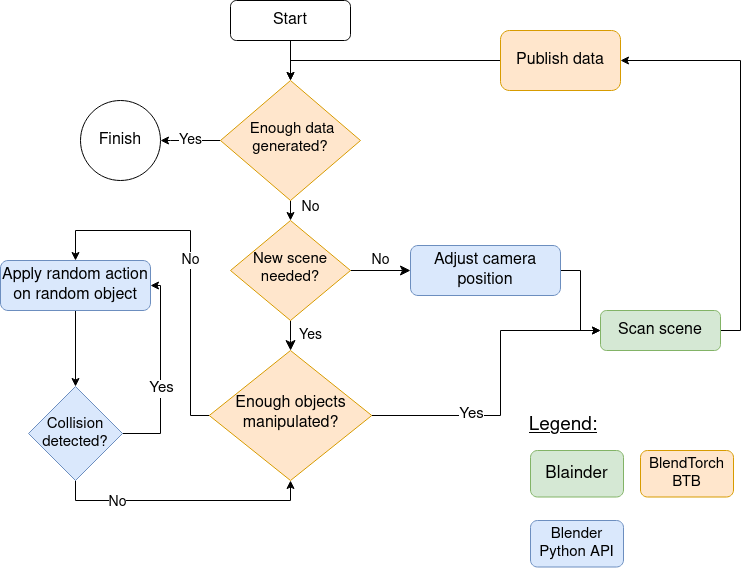 Start
Publish data
Enough data
generated?
Yes
Finish
No
New scene
needed?
No
Adjust camera
position
No
Apply random action
on random object
Scan scene
Yes
Enough objects
manipulated?
Yes
Yes
Collision
detected?
No
Legend:
Blainder
BlendTorch
BTB
Blender
Python API